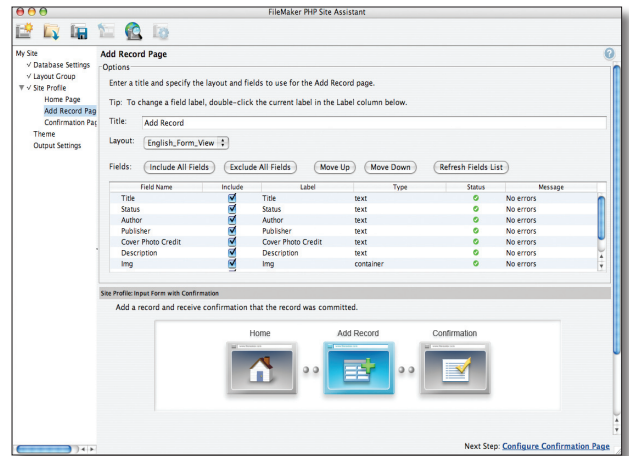 FileMaker PHP Site Assistant
My Site
√ Database Settings
√ Layout Group
√ Site Profile
Home Page
Add Record Pag
Confirmation Pag
Theme
Output Settings
Add Record Page
?
Options
Enter a title and specify the layout and fields to use for the Add Record page.
Tip: To change a field label, double-click the current label in the Label column below.
Title: Add Record
Layout: English_Form_View
Fields: Include All Fields Exclude All Fields Move Up Move Down Refresh Fields List
Field Name Include Label Type Status Message
Title Title text No errors
Status Status text No errors
Author Author text No errors
Publisher Publisher text No errors
Cover Photo Credit Cover Photo Credit text No errors
Description Description text No errors
Img Img container No errors
Site Profile: Input Form with Confirmation
Add a record and receive confirmation that the record was committed.
Home Add Record Confirmation
Next Step: Configure Confirmation Page